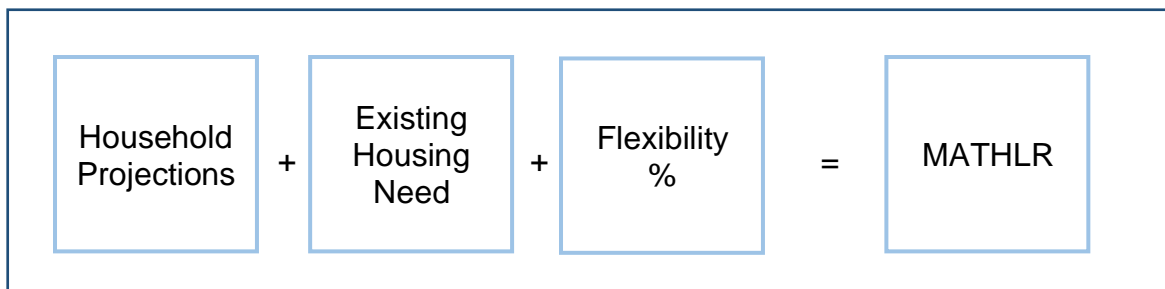 Household
Projections
+
Existing
Housing
Need
+
Flexibility
%
=
MATHLR